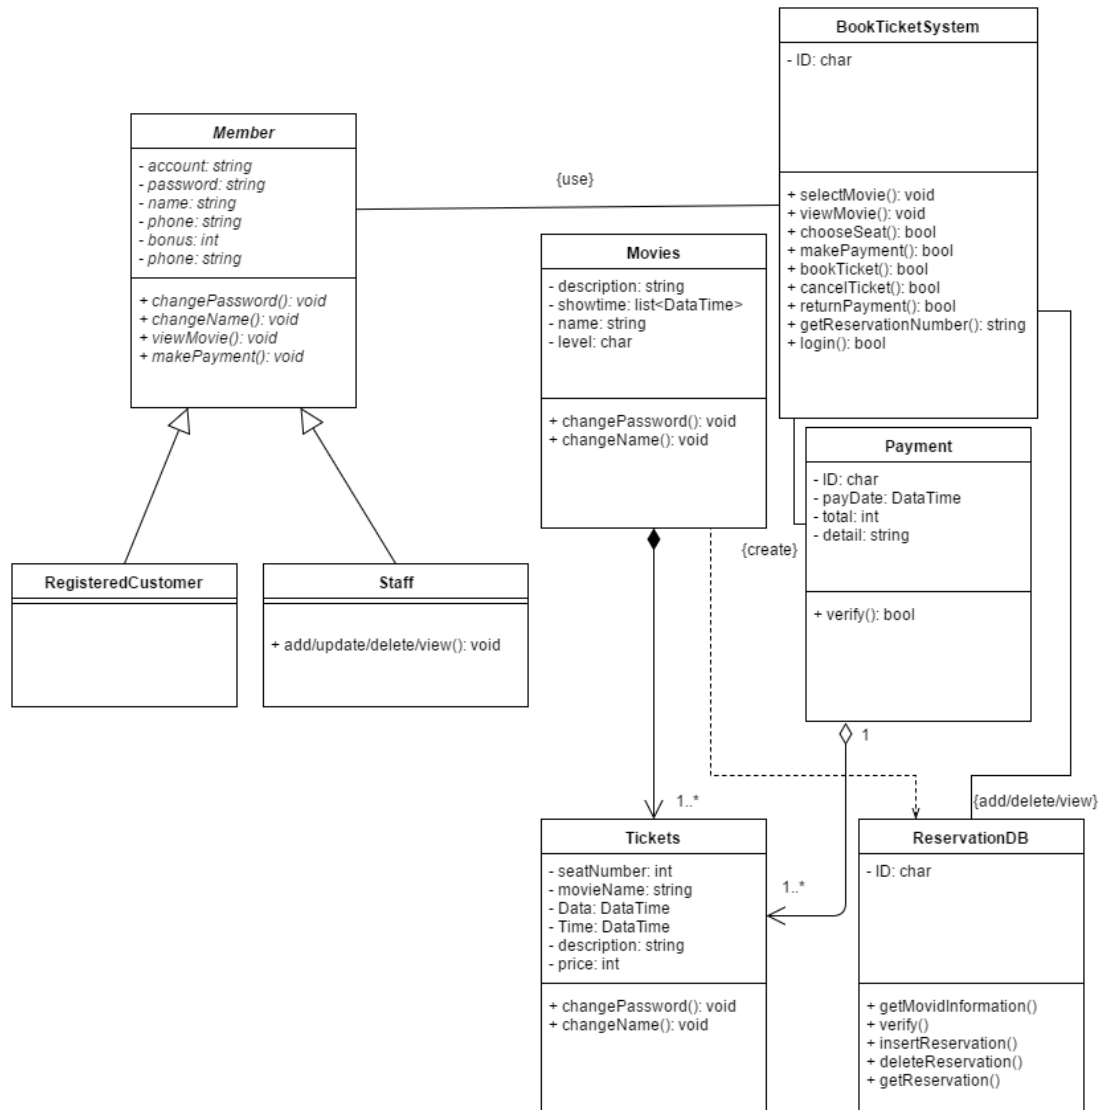 BookTicketSystem
- ID: char
+ selectMovie(): void
+ viewMovie(): void
+ chooseSeat(): bool
+ makePayment(): bool
+ bookTicket(): bool
+ cancelTicket(): bool
+ returnPayment(): bool
+ getReservationNumber(): string
+ login(): bool
Member
- account: string
- password: string
- name: string
- phone: string
- bonus: int
- phone: string
+ changePassword(): void
+ changeName(): void
+ viewMovie(): void
+ makePayment(): void
{use}
Movies
- description: string
- showtime: list<DataTime>
- name: string
- level: char
+ changePassword(): void
+ changeName(): void
Payment
- ID: char
- payDate: DataTime
- total: int
- detail: string
+ verify(): bool
{create}
RegisteredCustomer
Staff
+ add/update/delete/view(): void
1
1..*
{add/delete/view}
Tickets
- seatNumber: int
- movieName: string
- Data: DataTime
- Time: DataTime
- description: string
- price: int
+ changePassword(): void
+ changeName(): void
1..*
ReservationDB
- ID: char
+ getMovidInformation()
+ verify()
+ insertReservation()
+ deleteReservation()
+ getReservation()